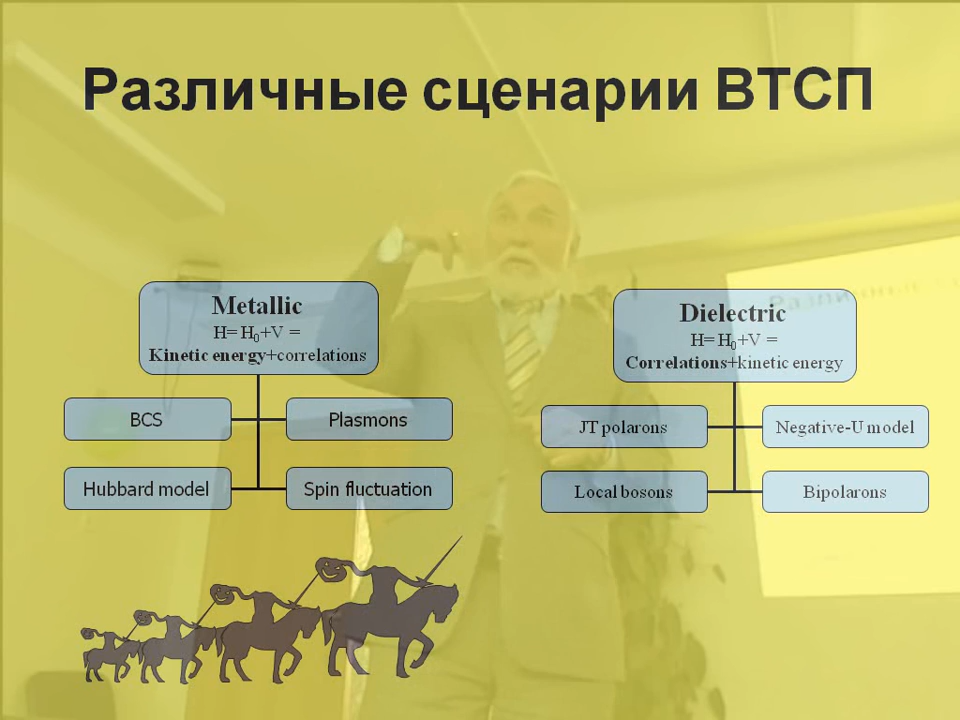 Различные сценарии ВТСП
Metallic
H= H₀+V =
Kinetic energy+correlations
BCS
Plasmons
Hubbard model
Spin fluctuation
Dielectric
H= H₀+V =
Correlations+kinetic energy
JT polarons
Negative-U model
Local bosons
Bipolarons
Различные